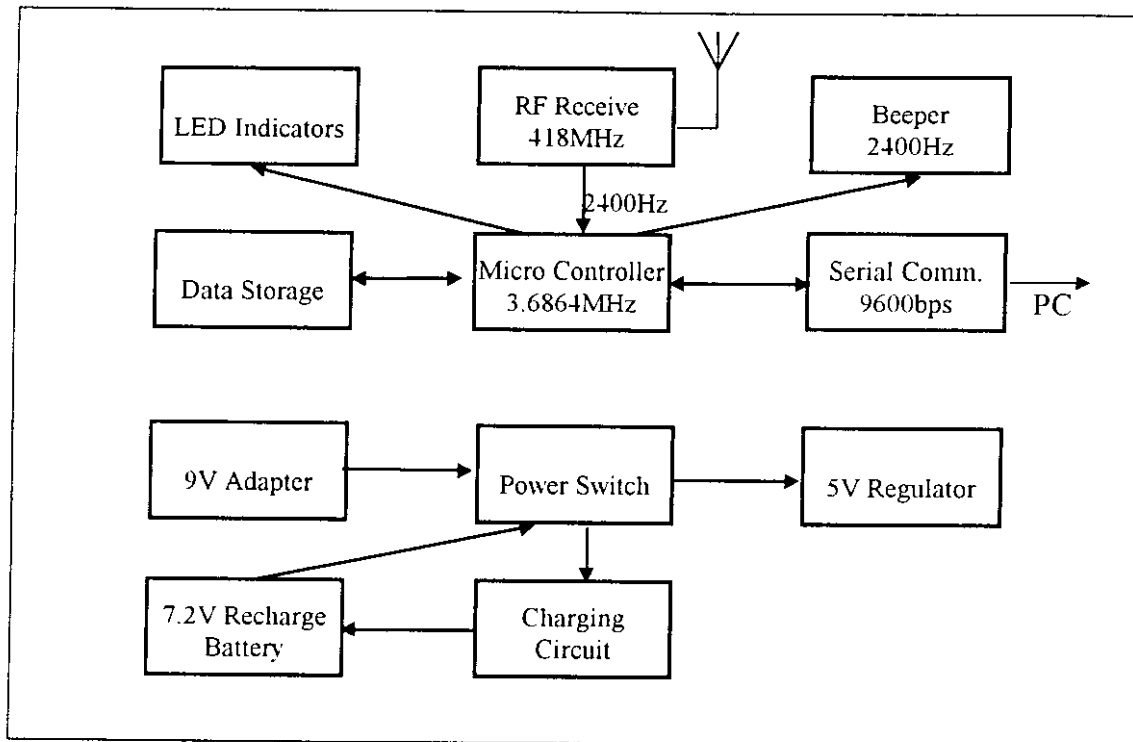 LED Indicators
RF Receive
418MHz
Beeper
2400Hz
2400Hz
Data Storage
Micro Controller
3.6864MHz
Serial Comm.
9600bps
PC
9V Adapter
Power Switch
5V Regulator
7.2V Recharge
Battery
Charging
Circuit